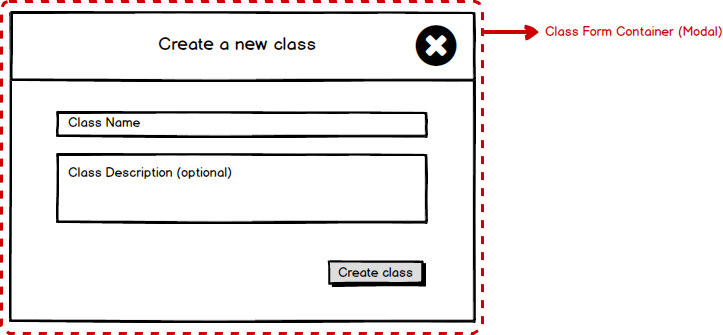 Create a new class
Class Form Container (Modal)
Class Name
Class Description (optional)
Create class